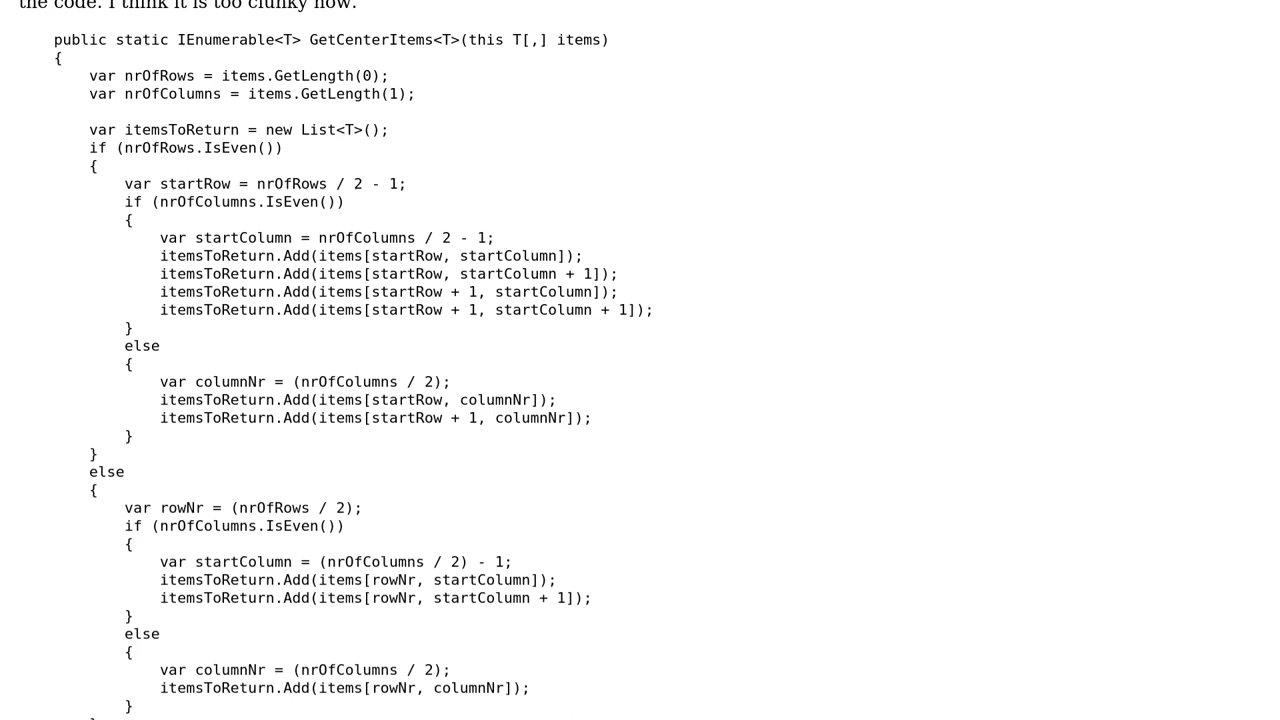 the code. I think it is too clunky now.
public static IEnumerable<T> GetCenterItems<T>(this T[,] items)
{
var nrOfRows = items.GetLength(0);
var nrOfColumns = items.GetLength(1);
var itemsToReturn = new List<T>();
if (nrOfRows.IsEven())
{
var startRow = nrOfRows / 2 - 1;
if (nrOfColumns.IsEven())
{
var startColumn = nrOfColumns / 2 - 1;
itemsToReturn.Add(items[startRow, startColumn]);
itemsToReturn.Add(items[startRow, startColumn + 1]);
itemsToReturn.Add(items[startRow + 1, startColumn]);
itemsToReturn.Add(items[startRow + 1, startColumn + 1]);
}
else
{
var columnNr = (nrOfColumns / 2);
itemsToReturn.Add(items[startRow, columnNr]);
itemsToReturn.Add(items[startRow + 1, columnNr]);
}
}
else
{
var rowNr = (nrOfRows / 2);
if (nrOfColumns.IsEven())
{
var startColumn = (nrOfColumns / 2) - 1;
itemsToReturn.Add(items[rowNr, startColumn]);
itemsToReturn.Add(items[rowNr, startColumn + 1]);
}
else
{
var columnNr = (nrOfColumns / 2);
itemsToReturn.Add(items[rowNr, columnNr]);
}